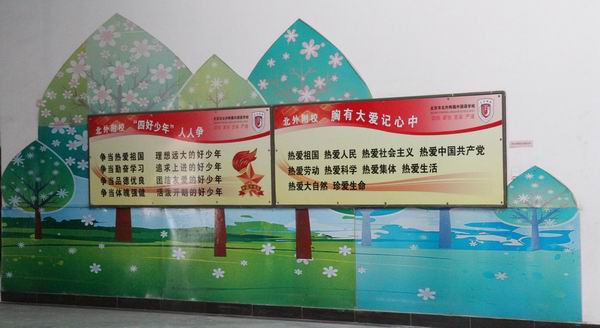 北外附校 “四好少年” 人人争
争当热爱祖国 理想远大的好少年
争当勤奋学习 追求上进的好少年
争当品德优良 团结友爱的好少年
争当体魄强健 活泼开朗的好少年
北外附校 胸有大爱记心中
热爱祖国 热爱人民 热爱社会主义 热爱中国共产党
热爱劳动 热爱科学 热爱集体 热爱生活
热爱大自然 珍爱生命